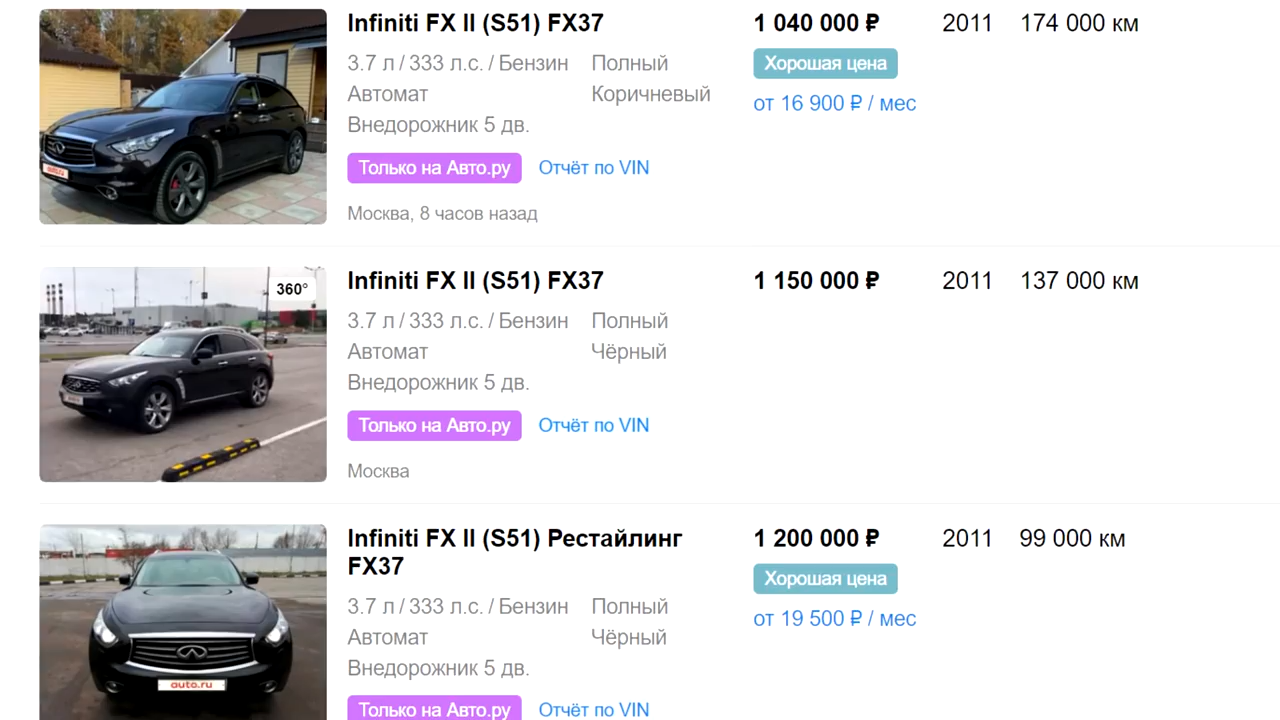 Infiniti FX II (S51) FX37
1 040 000 ₽
2011
174 000 км
3.7 л / 333 л.с. / Бензин
Полный
Хорошая цена
Автомат
Коричневый
от 16 900 ₽ / мес
Внедорожник 5 дв.
Только на Авто.ру
Отчёт по VIN
auto.ru
Москва, 8 часов назад
Infiniti FX II (S51) FX37
1 150 000 ₽
2011
137 000 км
360°
3.7 л / 333 л.с. / Бензин
Полный
Автомат
Чёрный
Внедорожник 5 дв.
Только на Авто.ру
Отчёт по VIN
Москва
Infiniti FX II (S51) Рестайлинг
FX37
1 200 000 ₽
2011
99 000 км
Хорошая цена
3.7 л / 333 л.с. / Бензин
Полный
от 19 500 ₽ / мес
Автомат
Чёрный
Внедорожник 5 дв.
auto.ru
Только на Авто.ру
Отчёт по VIN